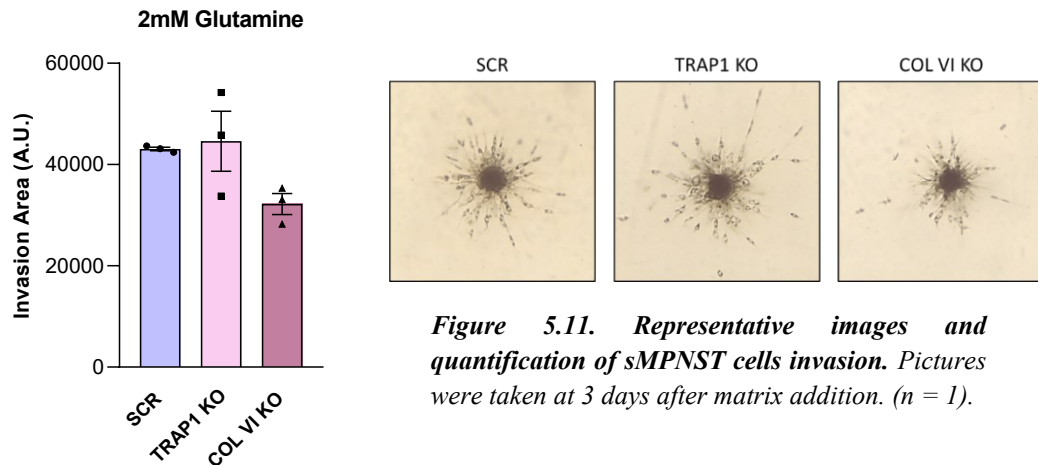 2mM Glutamine
Invasion Area (A.U.)
60000
40000
20000
0
SCR
TRAP1 KO
COL VI KO
SCR TRAP1 KO COL VI KO
Figure 5.11. Representative images and
quantification of sMPNST cells invasion. Pictures
were taken at 3 days after matrix addition. (n = 1).